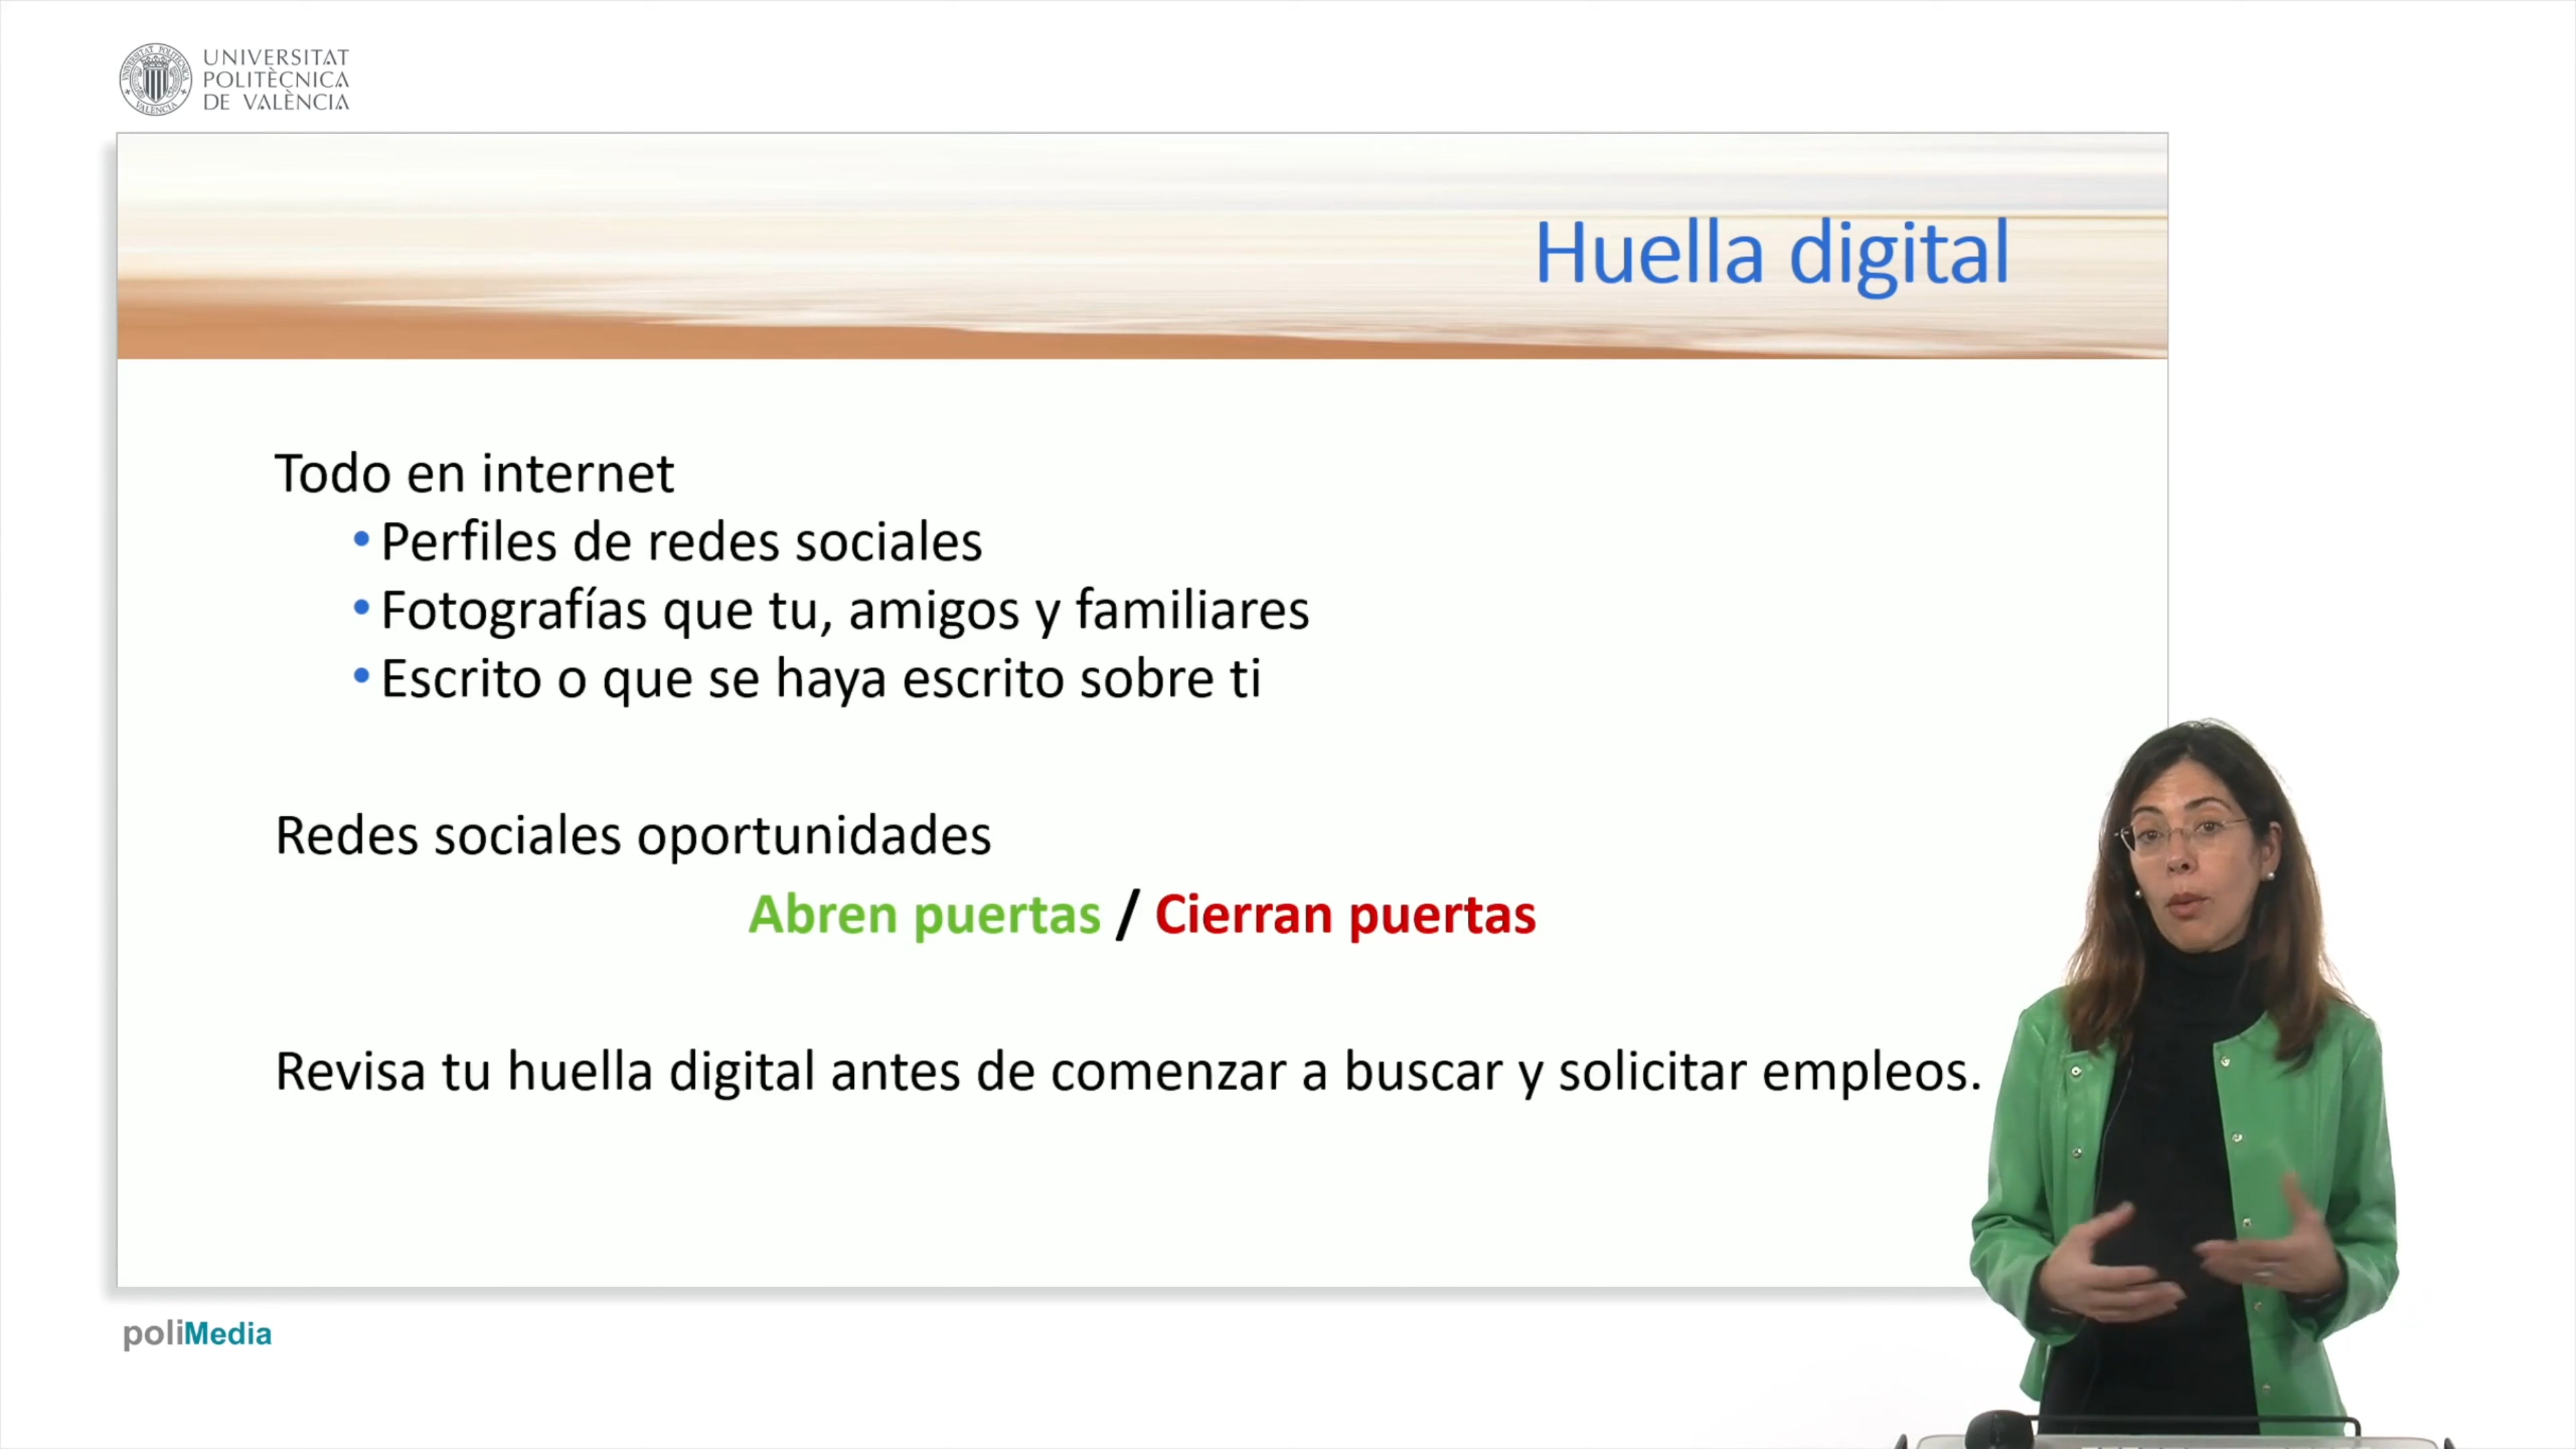 UNIVERSITAT
POLITÈCNICA
DE VALÈNCIA
Huella digital
Todo en internet
• Perfiles de redes sociales
• Fotografías que tu, amigos y familiares
• Escrito o que se haya escrito sobre ti
Redes sociales oportunidades
Abren puertas / Cierran puertas
Revisa tu huella digital antes de comenzar a buscar y solicitar empleos.
poliMedia